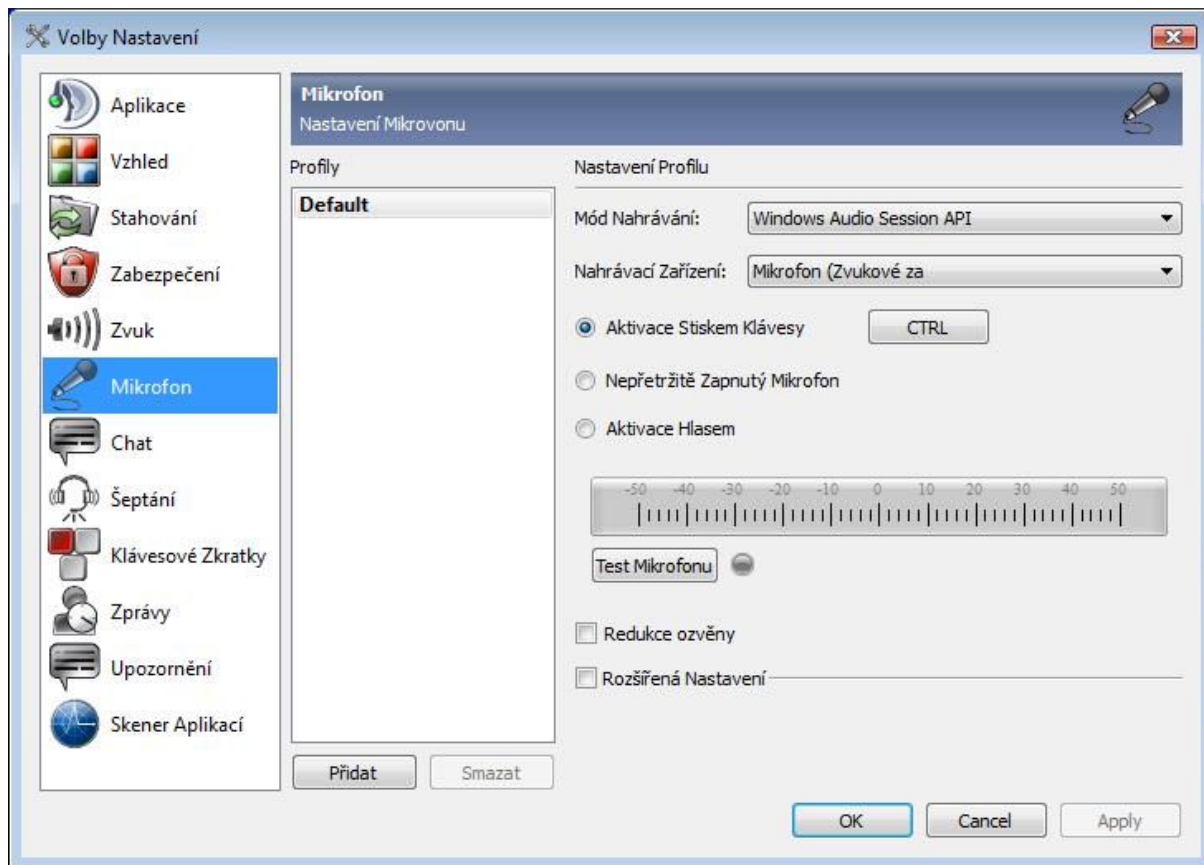 Volby Nastavení
Aplikace
Vzhled
Stahování
Zabezpečení
Zvuk
Mikrofon
Chat
Šeptání
Klávesové Zkratky
Zprávy
Upozornění
Skener Aplikací
Mikrofon
Nastavení Mikrovonu
Profily
Default
Přidat
Smazat
Nastavení Profilu
Mód Nahrávání:
Windows Audio Session API
Nahrávací Zařízení:
Mikrofon (Zvukové za
Aktivace Stiskem Klávesy
CTRL
Nepřetržitě Zapnutý Mikrofon
Aktivace Hlasem
-50 -40 -30 -20 -10 0 10 20 30 40 50
Test Mikrofonu
Redukce ozvěny
Rozšířená Nastavení
OK
Cancel
Apply